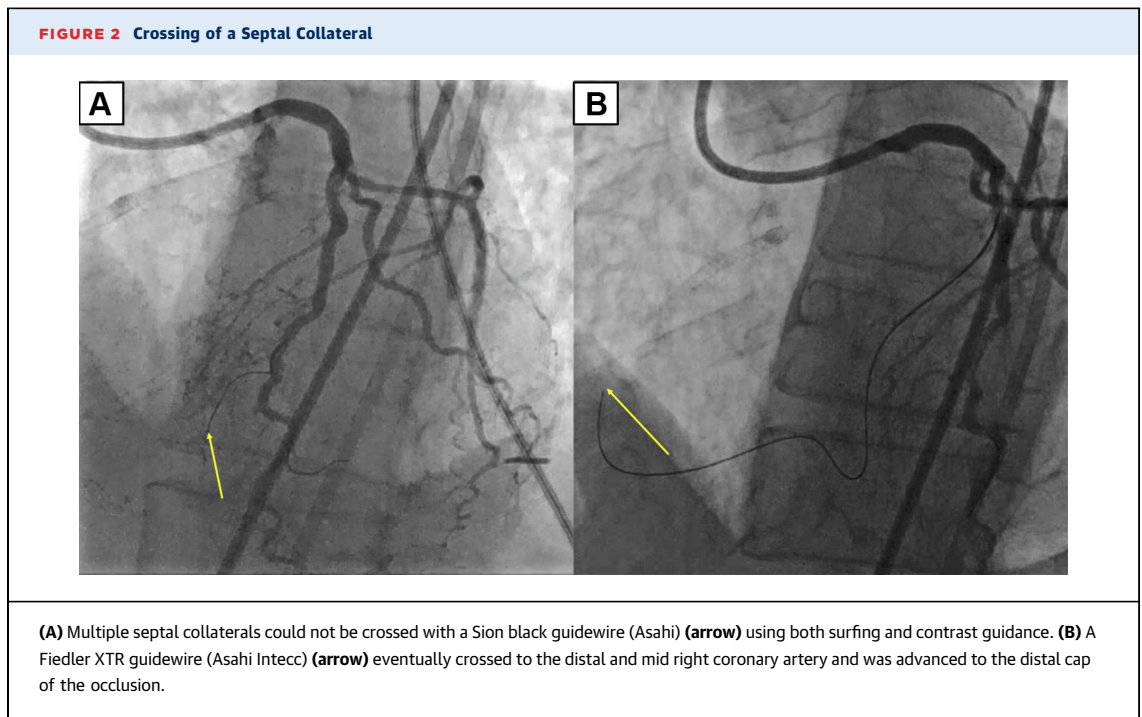 FIGURE 2 Crossing of a Septal Collateral
A
B
(A) Multiple septal collaterals could not be crossed with a Sion black guidewire (Asahi) (arrow) using both surfing and contrast guidance. (B) A
Fiedler XTR guidewire (Asahi Intecc) (arrow) eventually crossed to the distal and mid right coronary artery and was advanced to the distal cap
of the occlusion.